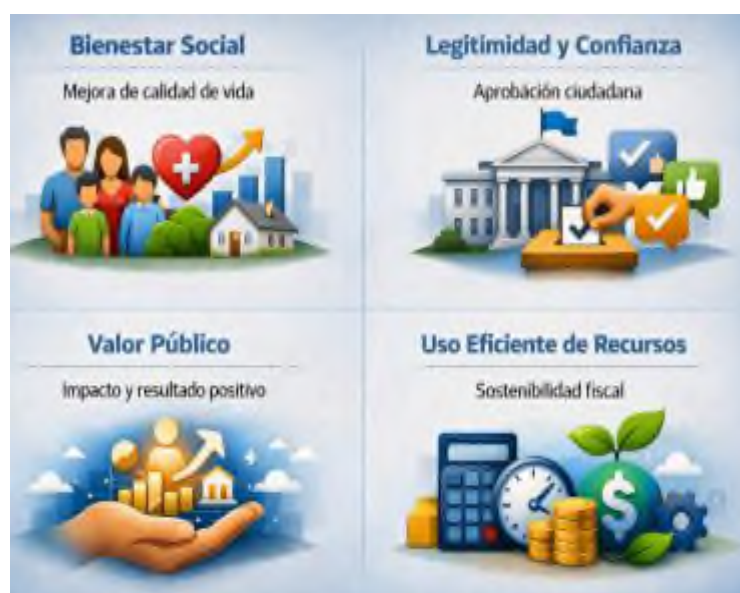 Bienestar Social
Mejora de calidad de vida
Legitimidad y Confianza
Aprobación ciudadana
Valor Público
Impacto y resultado positivo
Uso Eficiente de Recursos
Sostenibilidad fiscal
$